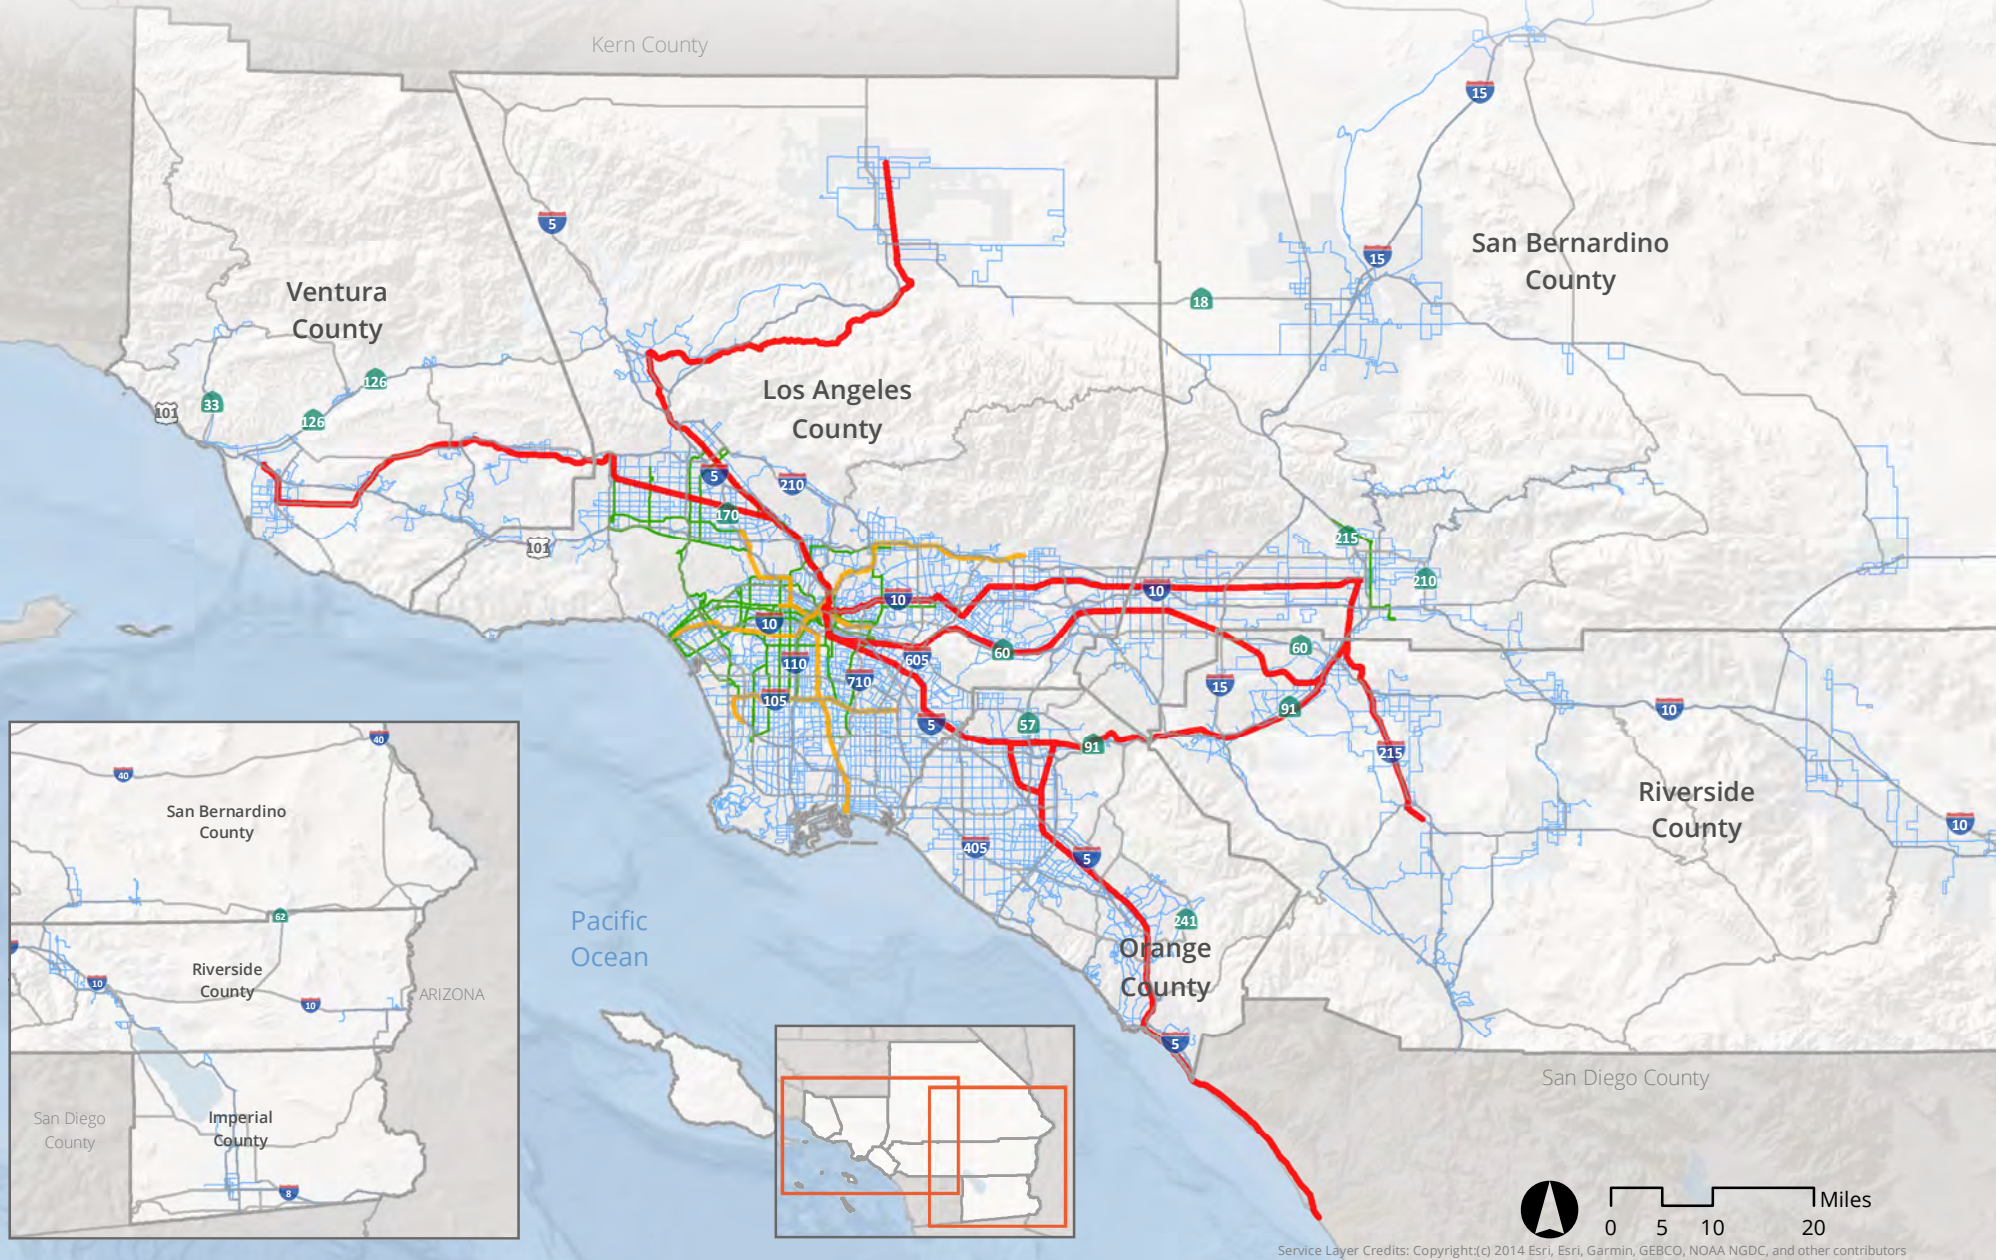 Kern County
15
5
15
San Bernardino
County
Ventura
County
18
126
33
101
126
Los Angeles
County
5
210
170
101
215
210
10
10
10
60
110
605
60
15
105
710
91
57
5
91
10
215
Riverside
County
10
405
5
241
Orange
County
5
Pacific
Ocean
San Diego County
40
40
San Bernardino
County
62
Riverside
County
10
10
ARIZONA
San Diego
County
Imperial
County
8
Miles
0 5 10 20
Service Layer Credits: Copyright:(c) 2014 Esri, Esri, Garmin, GEBCO, NOAA NGDC, and other contributors